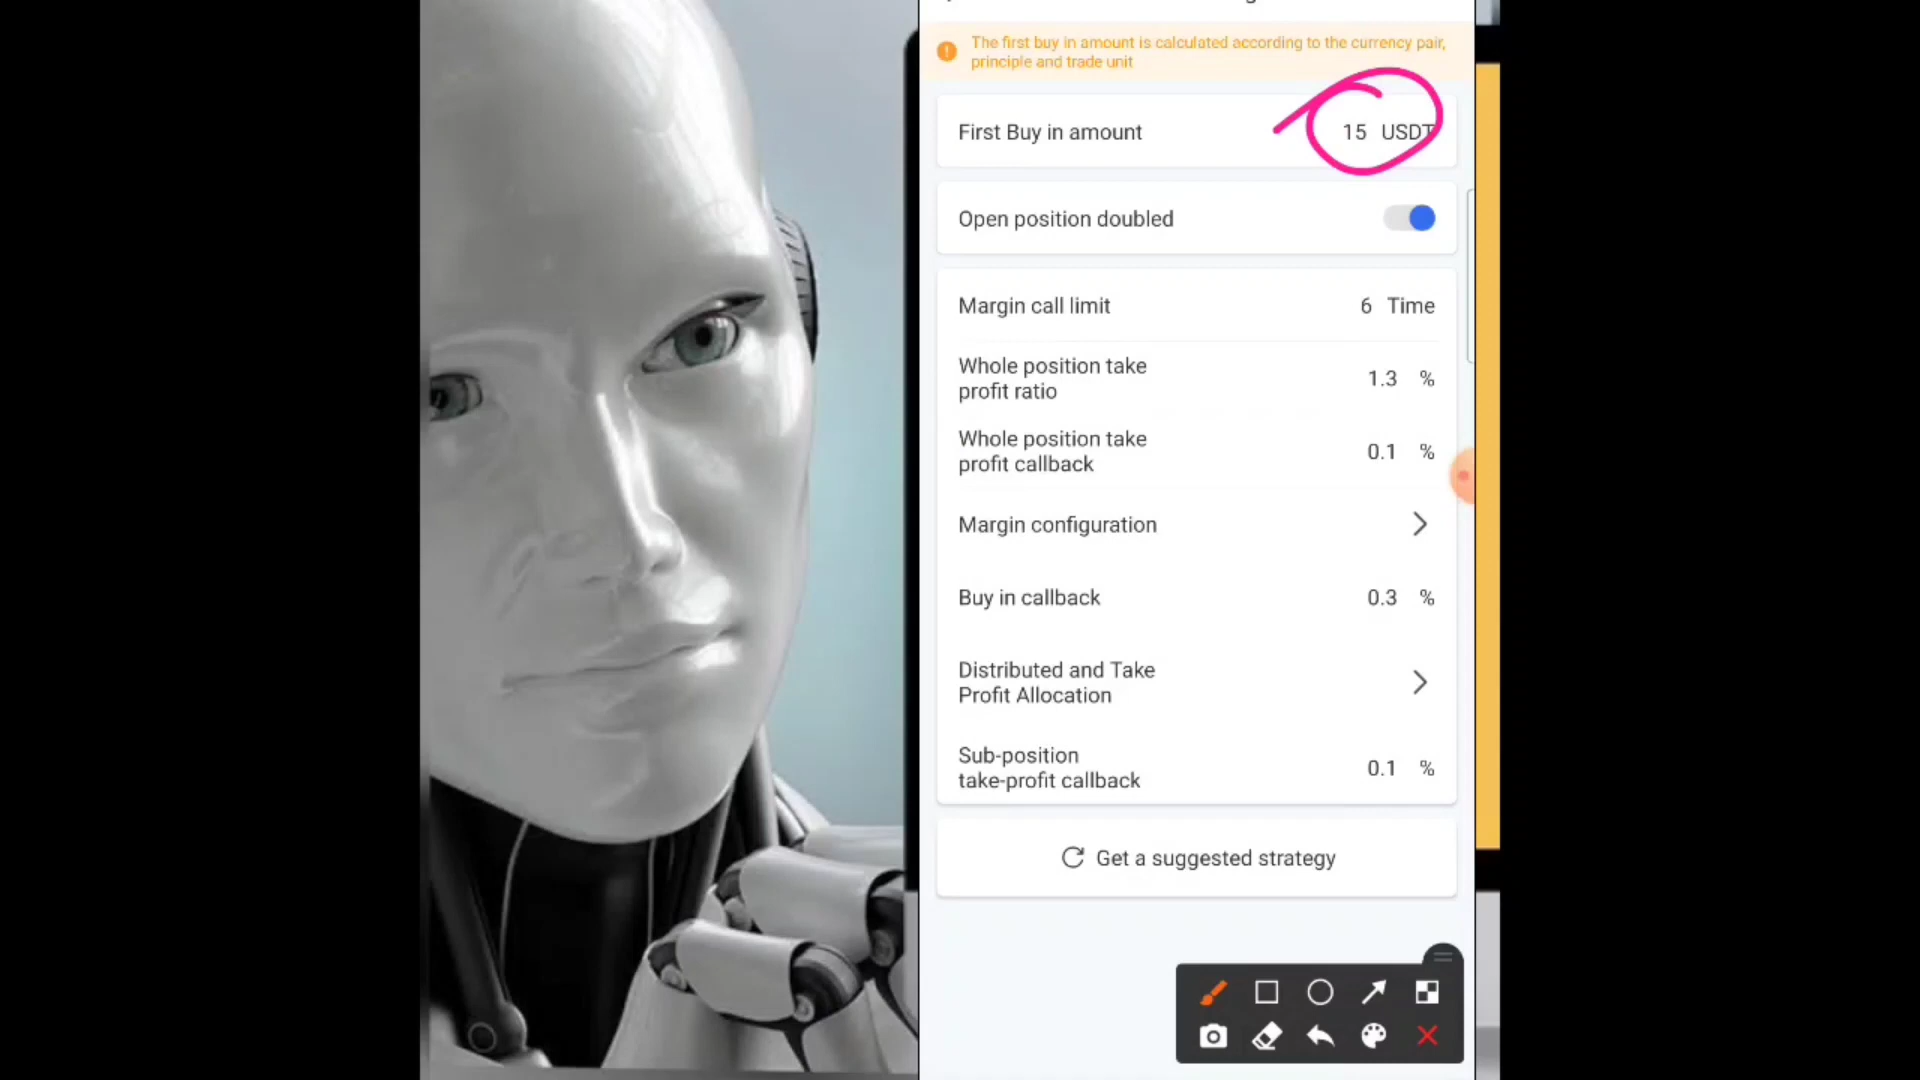 The first buy in amount is calculated according to the currency pair,
principle and trade unit
First Buy in amount 15 USDT
Open position doubled
Margin call limit 6 Time
Whole position take
profit ratio 1.3 %
Whole position take
profit callback 0.1 %
Margin configuration
Buy in callback 0.3 %
Distributed and Take
Profit Allocation
Sub-position
take-profit callback 0.1 %
Get a suggested strategy